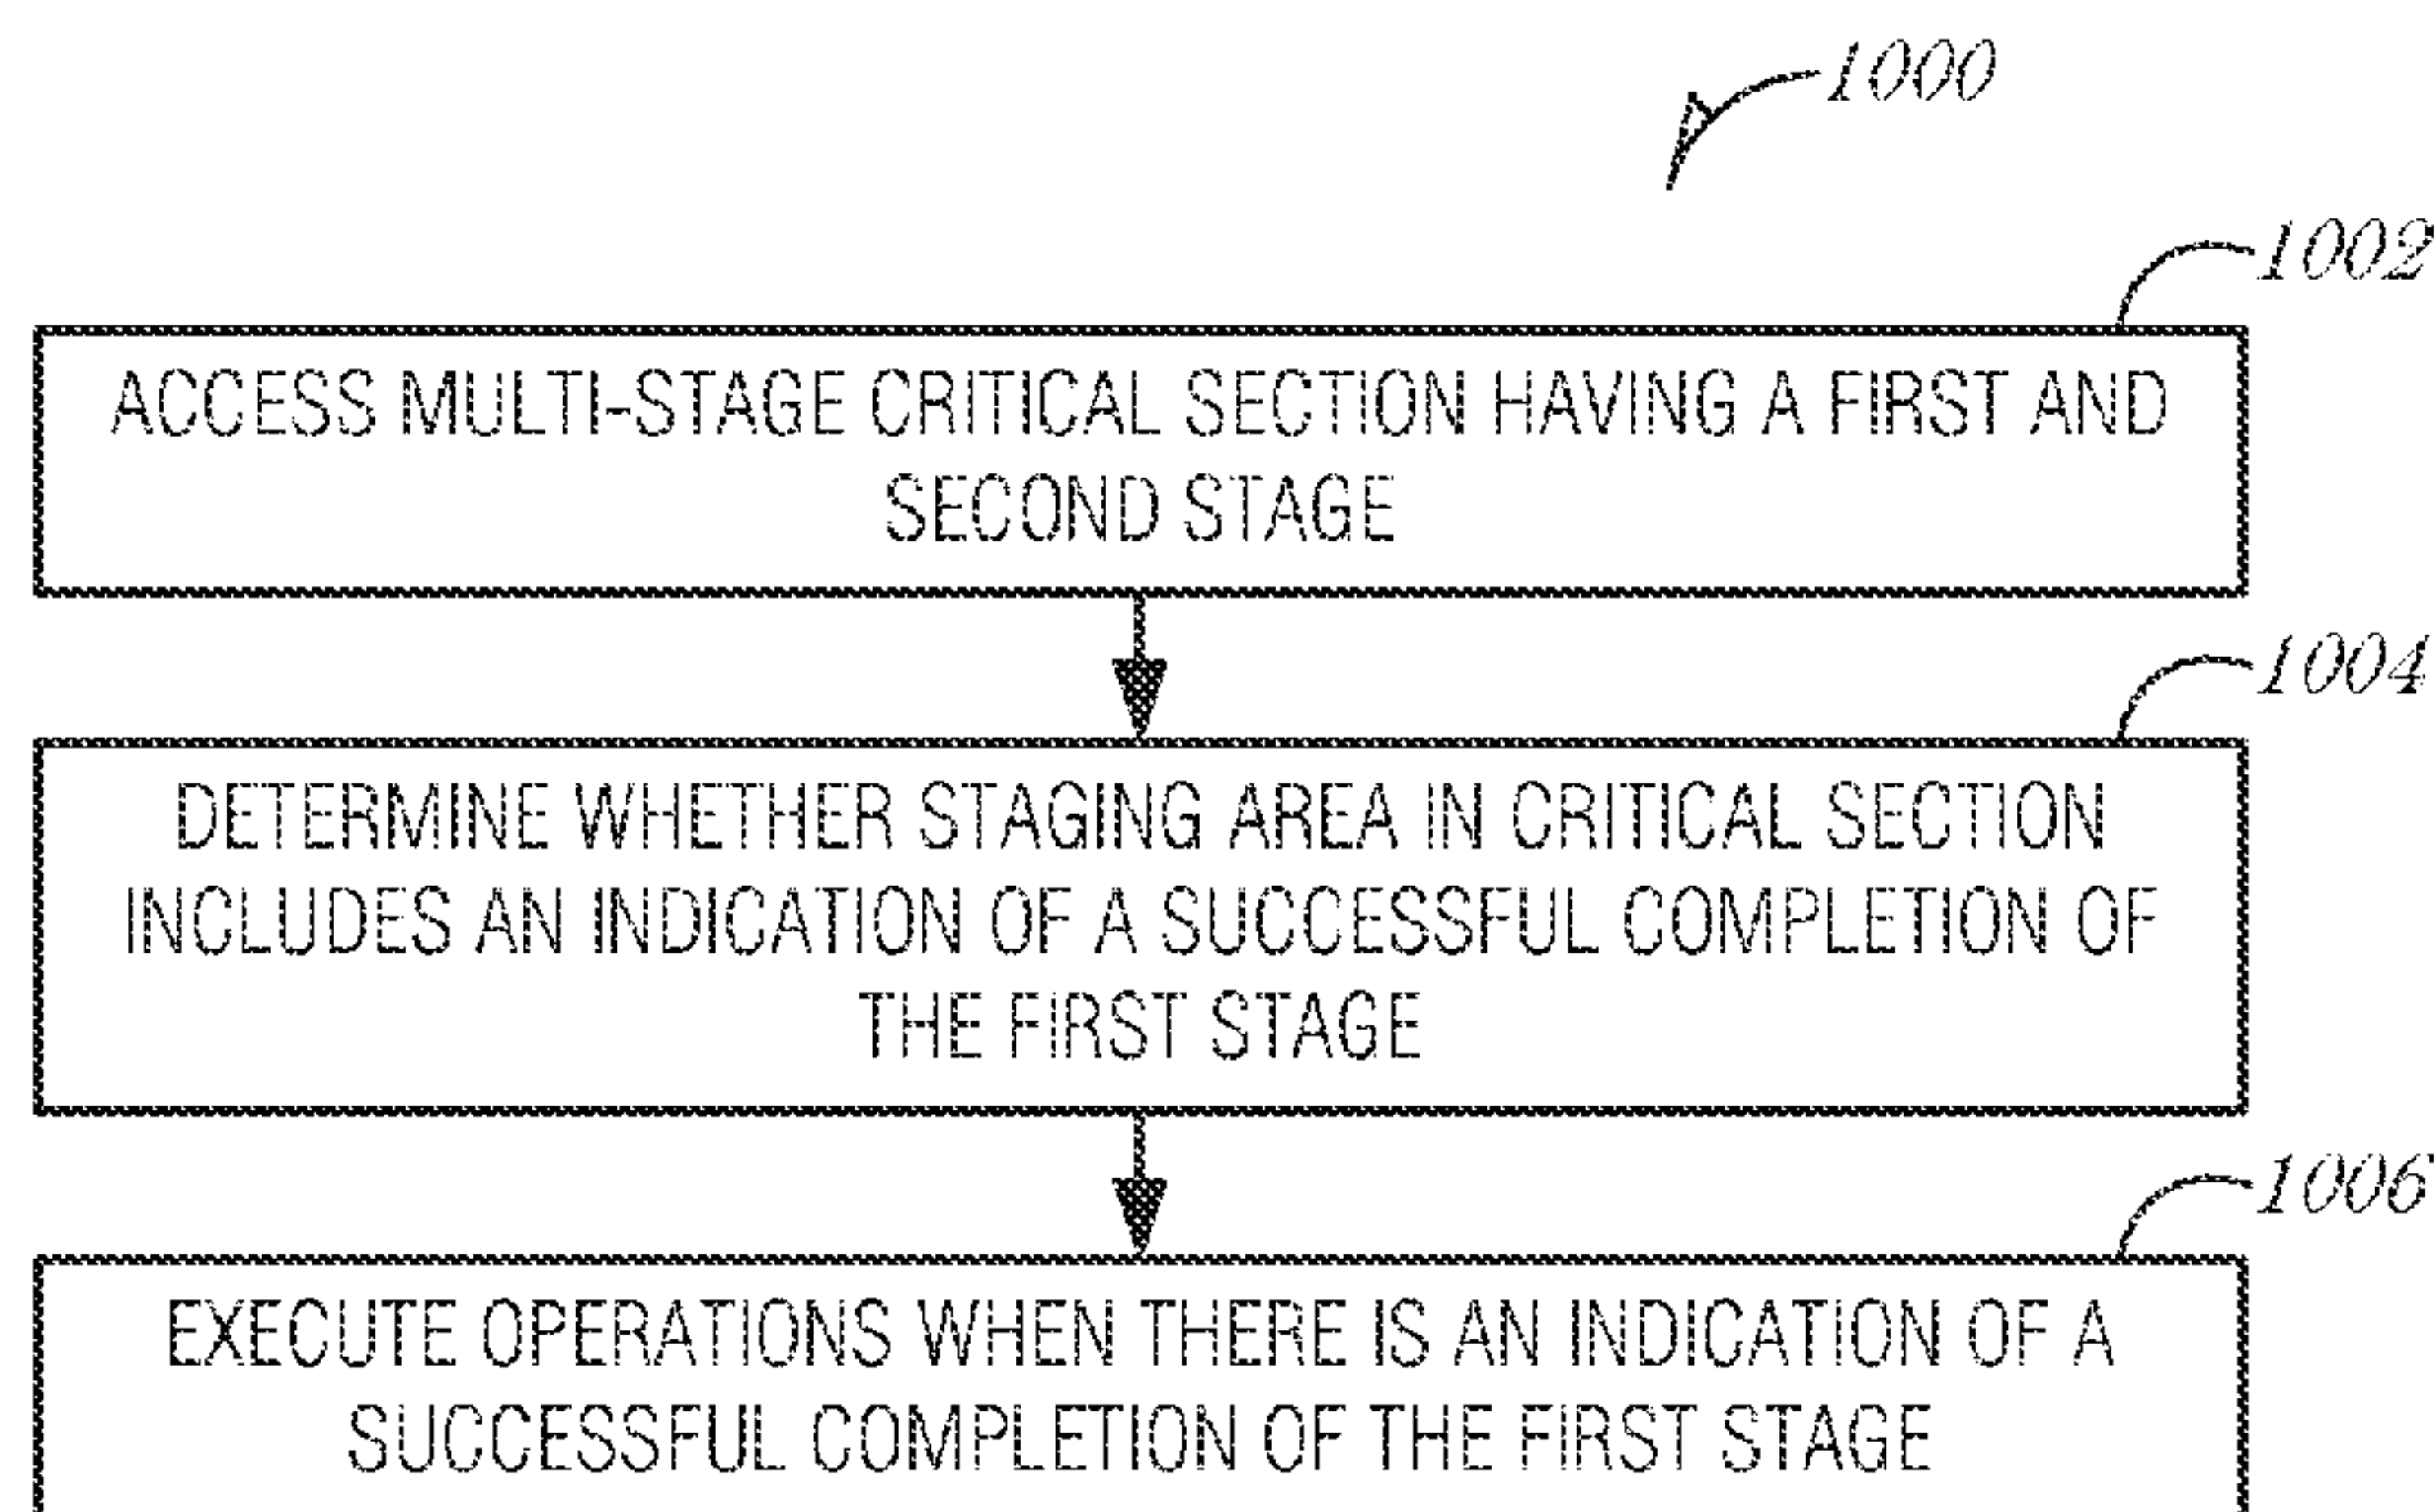 1000
1002
ACCESS MULTI-STAGE CRITICAL SECTION HAVING A FIRST AND
SECOND STAGE
1004
DETERMINE WHETHER STAGING AREA IN CRITICAL SECTION
INCLUDES AN INDICATION OF A SUCCESSFUL COMPLETION OF
THE FIRST STAGE
1006
EXECUTE OPERATIONS WHEN THERE IS AN INDICATION OF A
SUCCESSFUL COMPLETION OF THE FIRST STAGE